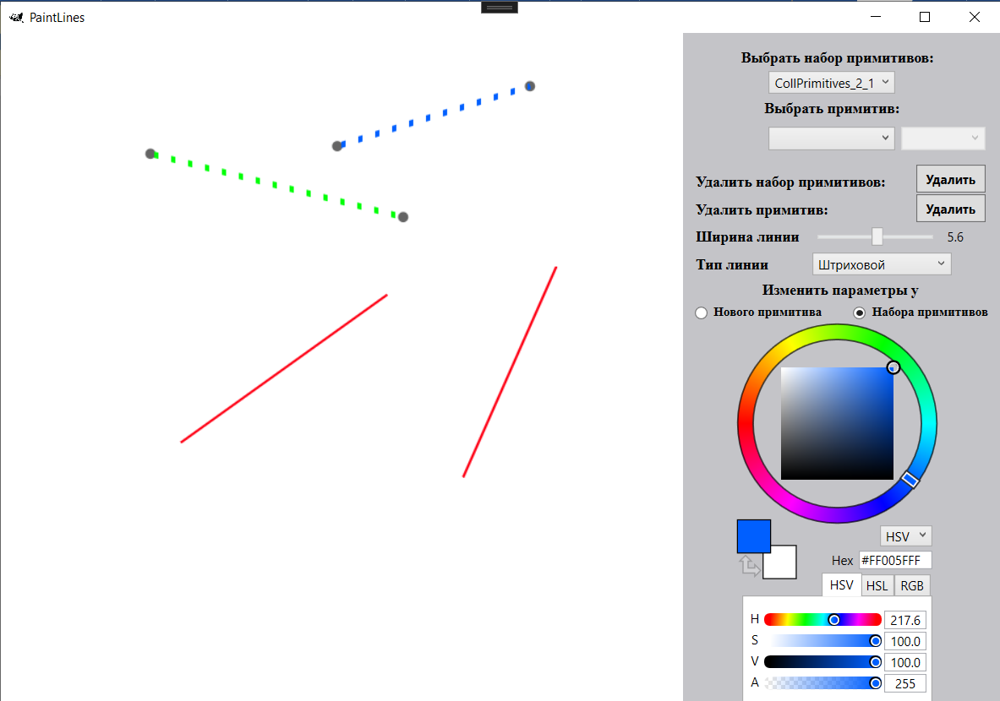 PaintLines
Выбрать набор примитивов:
CollPrimitives_2_1
Выбрать примитив:
Удалить набор примитивов:
Удалить
Удалить примитив:
Удалить
Ширина линии
5.6
Тип линии
Штриховой
Изменить параметры у
Нового примитива
Набора примитивов
HSV
Hex #FF005FFF
HSV HSL RGB
H 217.6
S 100.0
V 100.0
A 255